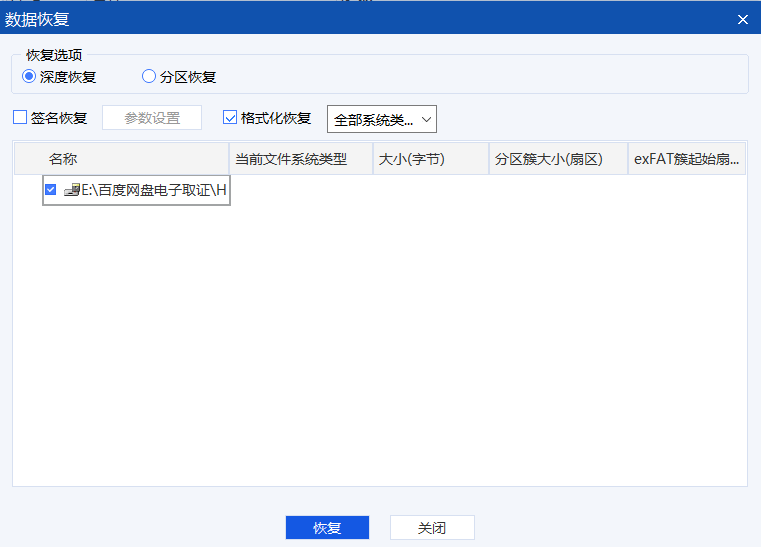 数据恢复
恢复选项
深度恢复 分区恢复
签名恢复 参数设置 格式化恢复 全部系统类...
名称 当前文件系统类型 大小(字节) 分区簇大小(扇区) exFAT簇起始扇...
E:\百度网盘电子取证\H
恢复 关闭